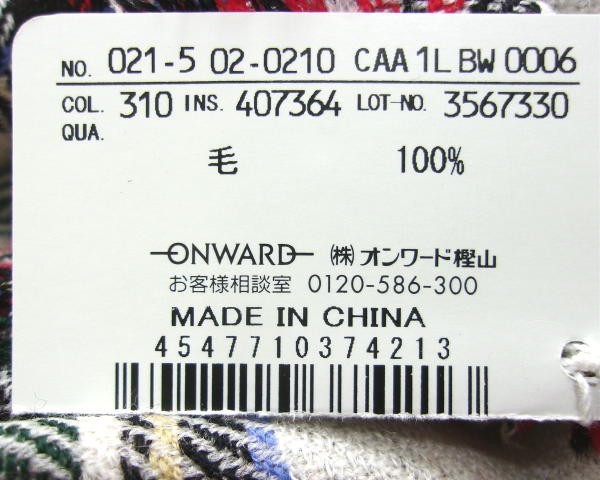 NO. 021-5 02-0210 CAA 1L BW 0006
COL. 310 INS. 407364 LOT-NO. 3567330
QUA.
毛 100%
ONWARD ㈱オンワード樫山
お客様相談室 0120-586-300
MADE IN CHINA
4547710374213